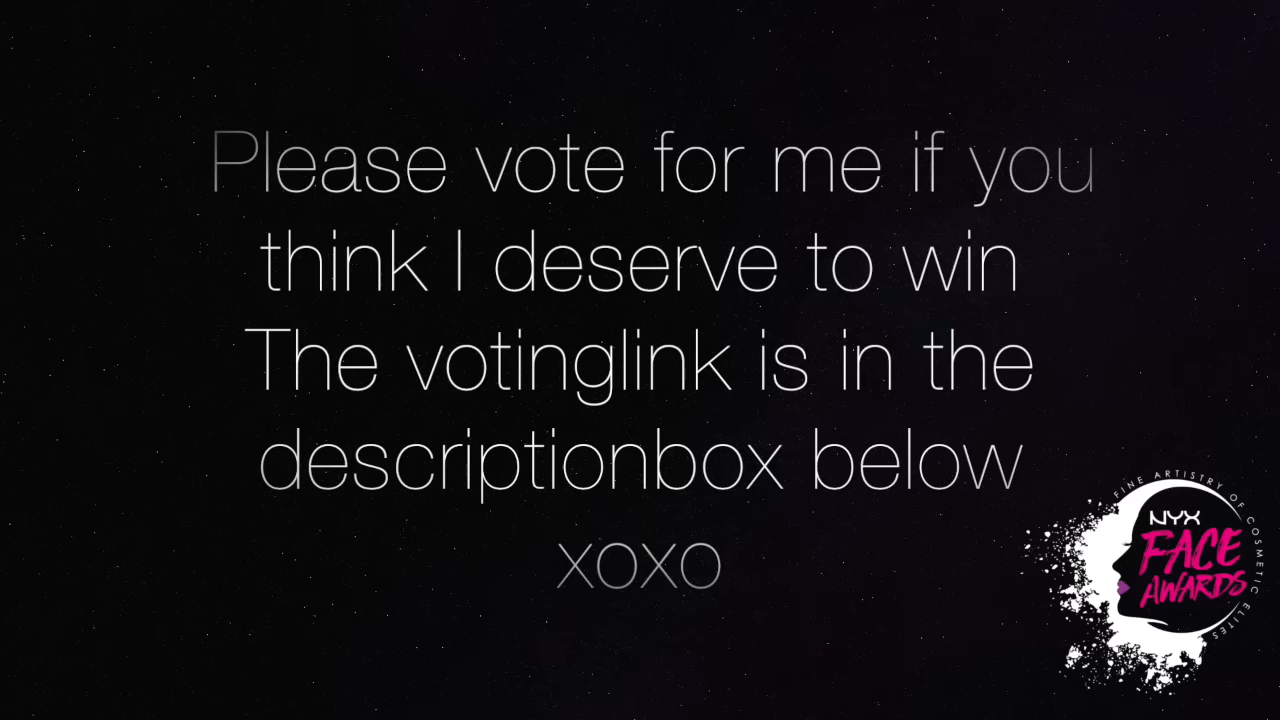 Please vote for me if you
think I deserve to win
The votinglink is in the
descriptionbox below
xoxo
FINE ARTISTRY OF COSMETIC ELITES
NYX
FACE
AWARDS